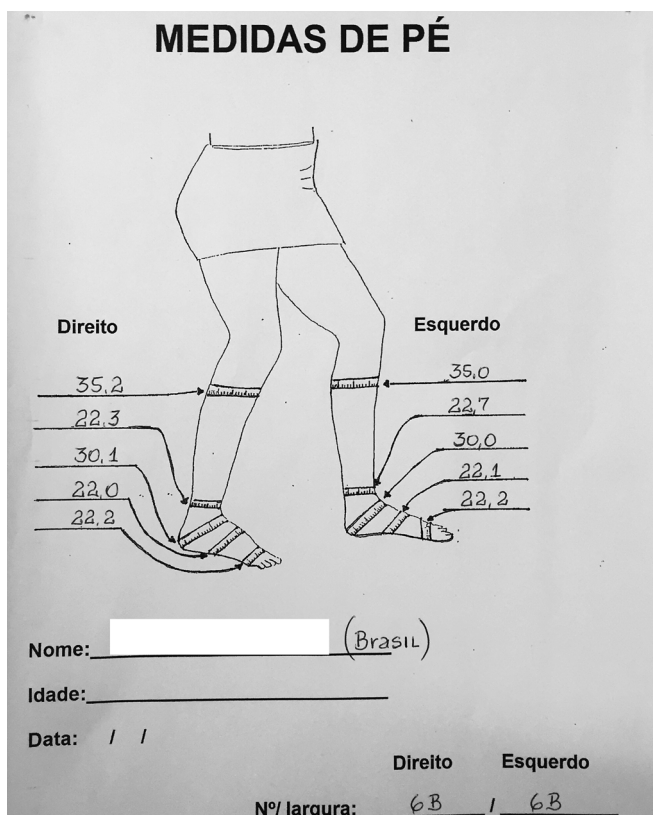 MEDIDAS DE PÉ
Direito
Esquerdo
35,2
22,3
30,1
22,0
22,2
35,0
22,7
30,0
22,1
22,2
Nome: (Brasil)
Idade:
Data: / /
Direito Esquerdo
Nº/ largura: 6B / 6B